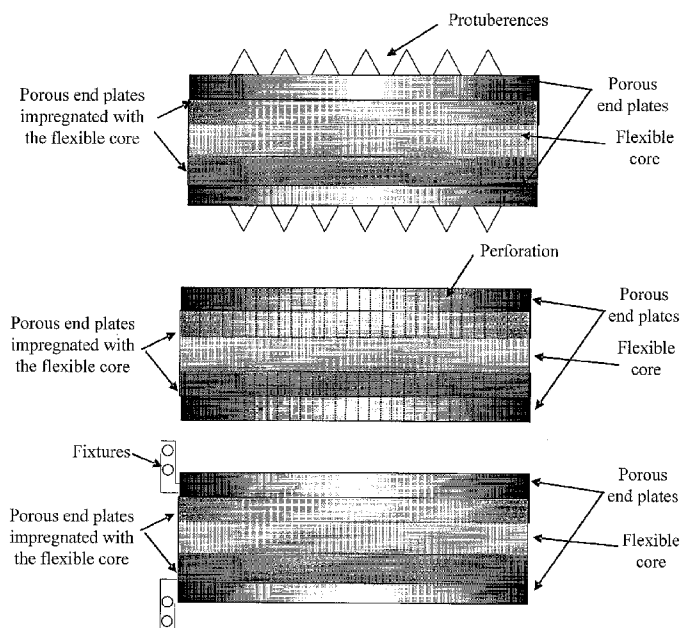 Protuberences
Porous end plates
impregnated with
the flexible core
Porous
end plates
Flexible
core
Perforation
Porous end plates
impregnated with
the flexible core
Porous
end plates
Flexible
core
Fixtures
Porous end plates
impregnated with
the flexible core
Porous
end plates
Flexible
core